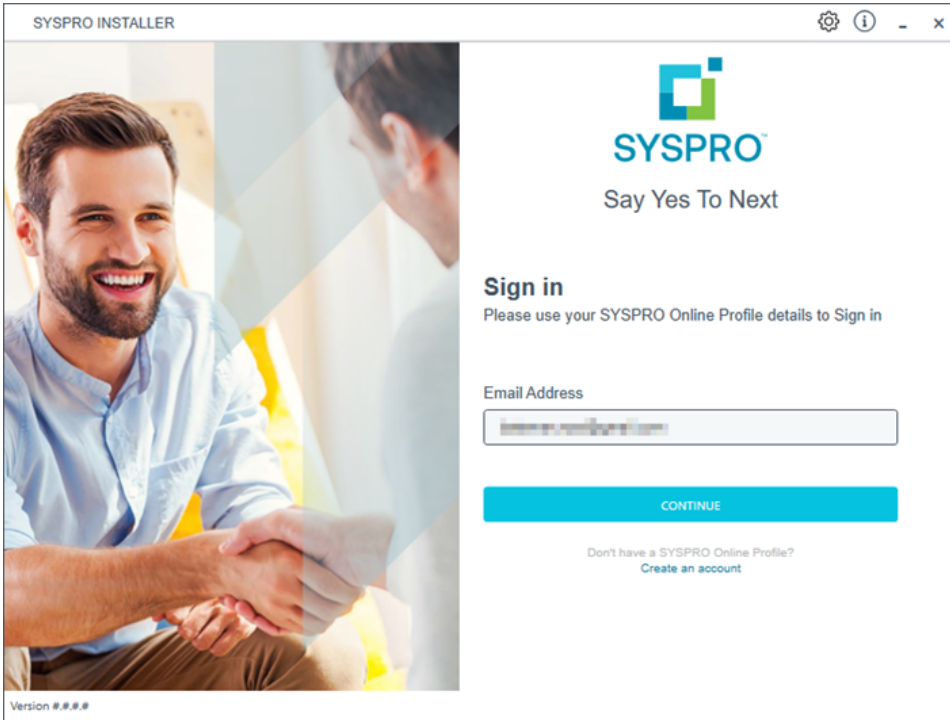 SYSPRO INSTALLER
SYSPRO™
Say Yes To Next
Sign in
Please use your SYSPRO Online Profile details to Sign in
Email Address
CONTINUE
Don't have a SYSPRO Online Profile?
Create an account
Version #.#.#.#